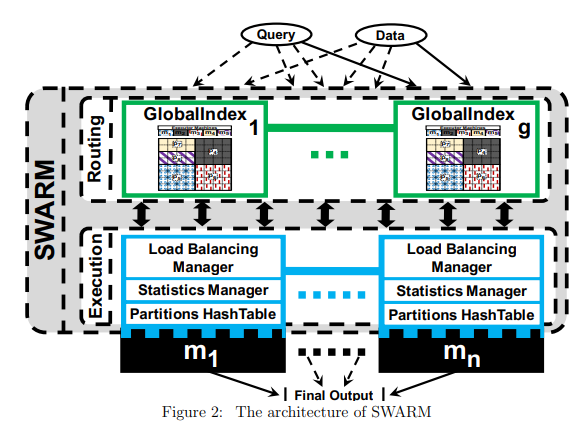 Query
Data
SWARM
Routing
GlobalIndex
1
GlobalIndex
g
Execution
Load Balancing
Manager
Statistics Manager
Partitions HashTable
m1
Load Balancing
Manager
Statistics Manager
Partitions HashTable
mn
Final Output
Figure 2: The architecture of SWARM